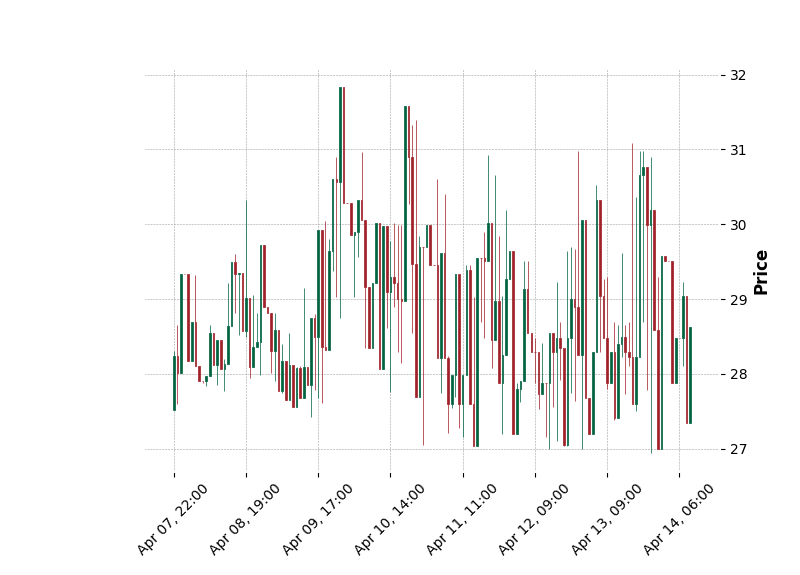 32
31
30
29
28
27
Price
Apr 07, 22:00
Apr 08, 19:00
Apr 09, 17:00
Apr 10, 14:00
Apr 11, 11:00
Apr 12, 09:00
Apr 13, 09:00
Apr 14, 06:00